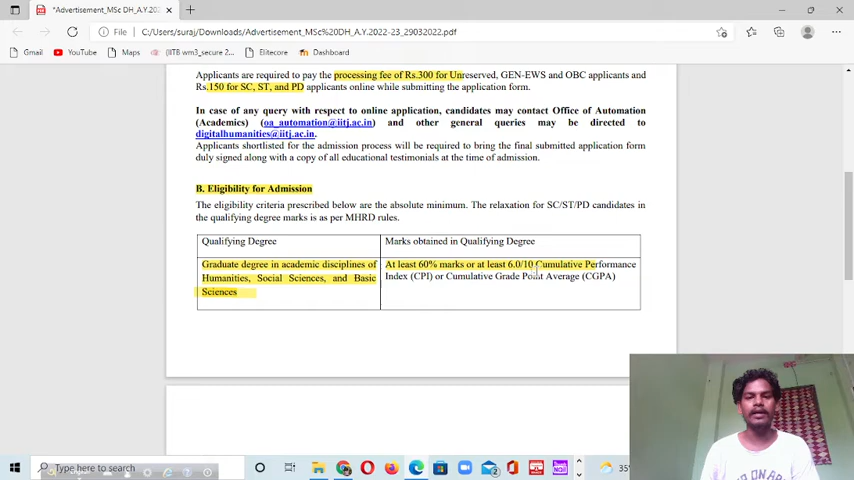 *Advertisement_MSc DH_A.Y.2022-
File
C:/Users/suraj/Downloads/Advertisement_MSc%20DH_A.Y.2022-23_29032022.pdf
Gmail YouTube Maps (IITB wm3_secure 2... Elitecore Dashboard
Applicants are required to pay the processing fee of Rs.300 for Unreserved, GEN-EWS and OBC applicants and
Rs.150 for SC, ST, and PD applicants online while submitting the application form.
In case of any query with respect to online application, candidates may contact Office of Automation
(Academics) (oa_automation@iitj.ac.in) and other general queries may be directed to
digitalhumanities@iitj.ac.in.
Applicants shortlisted for the admission process will be required to bring the final submitted application form
duly signed along with a copy of all educational testimonials at the time of admission.
B. Eligibility for Admission
The eligibility criteria prescribed below are the absolute minimum. The relaxation for SC/ST/PD candidates in
the qualifying degree marks is as per MHRD rules.
Qualifying Degree
Marks obtained in Qualifying Degree
Graduate degree in academic disciplines of
Humanities, Social Sciences, and Basic
Sciences
At least 60% marks or at least 6.0/10 Cumulative Performance
Index (CPI) or Cumulative Grade Point Average (CGPA)
Type here to search
35°